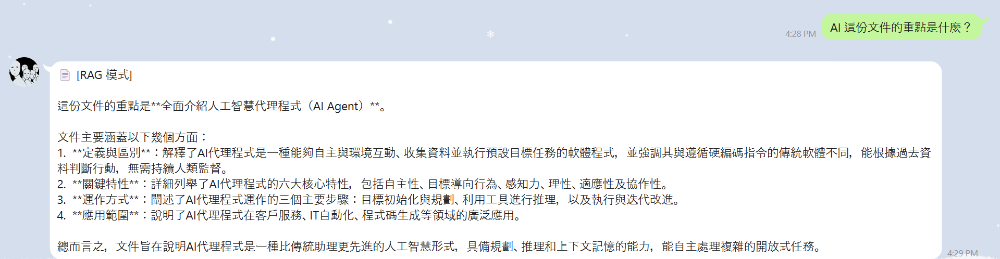 AI 這份文件的重點是什麼？
4:28 PM
[RAG 模式]
這份文件的重點是**全面介紹人工智慧代理程式（AI Agent）**。
文件主要涵蓋以下幾個方面：
1. **定義與區別**：解釋了AI代理程式是一種能夠自主與環境互動、收集資料並執行預設目標任務的軟體程式，並強調其與遵循硬編碼指令的傳統軟體不同，能根據過去資
料判斷行動，無需持續人類監督。
2. **關鍵特性**：詳細列舉了AI代理程式的六大核心特性，包括自主性、目標導向行為、感知力、理性、適應性及協作性。
3. **運作方式**：闡述了AI代理程式運作的三個主要步驟：目標初始化與規劃、利用工具進行推理，以及執行與迭代改進。
4. **應用範圍**：說明了AI代理程式在客戶服務、IT自動化、程式碼生成等領域的廣泛應用。
總而言之，文件旨在說明AI代理程式是一種比傳統助理更先進的人工智慧形式，具備規劃、推理和上下文記憶的能力，能自主處理複雜的開放式任務。
4:29 PM